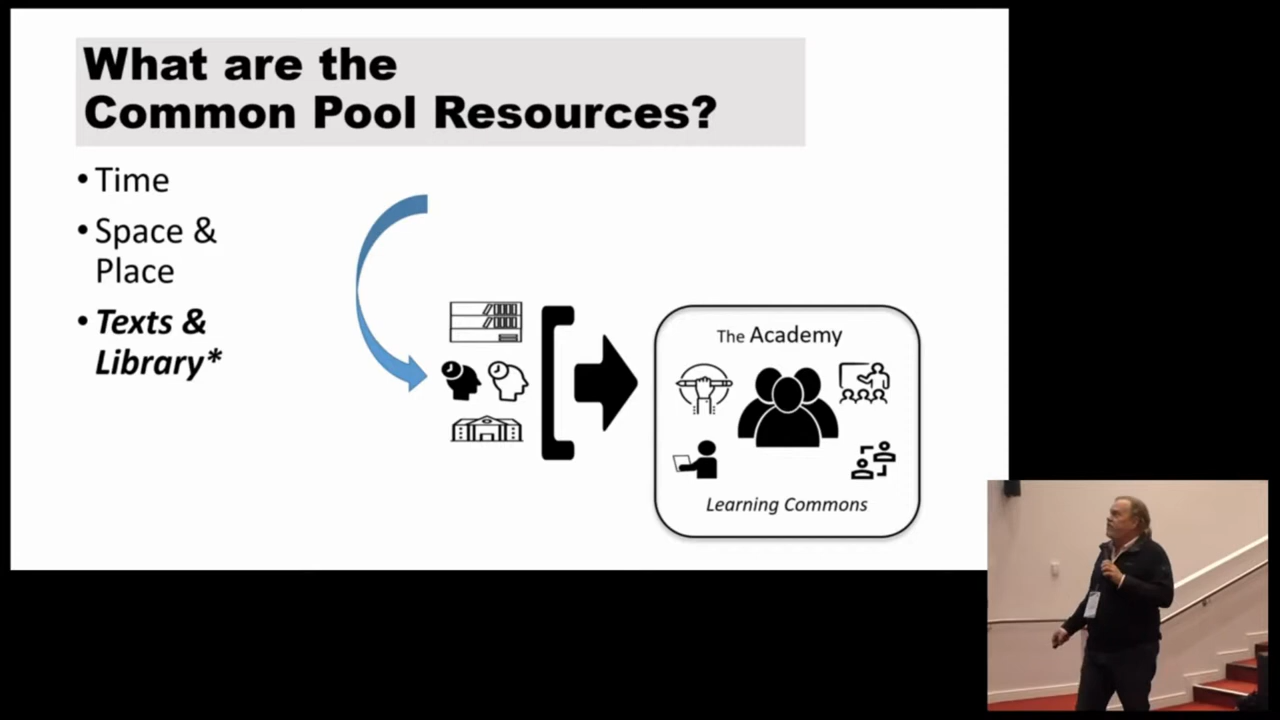 What are the
Common Pool Resources?
• Time
• Space &
Place
• Texts &
Library*
The Academy
Learning Commons